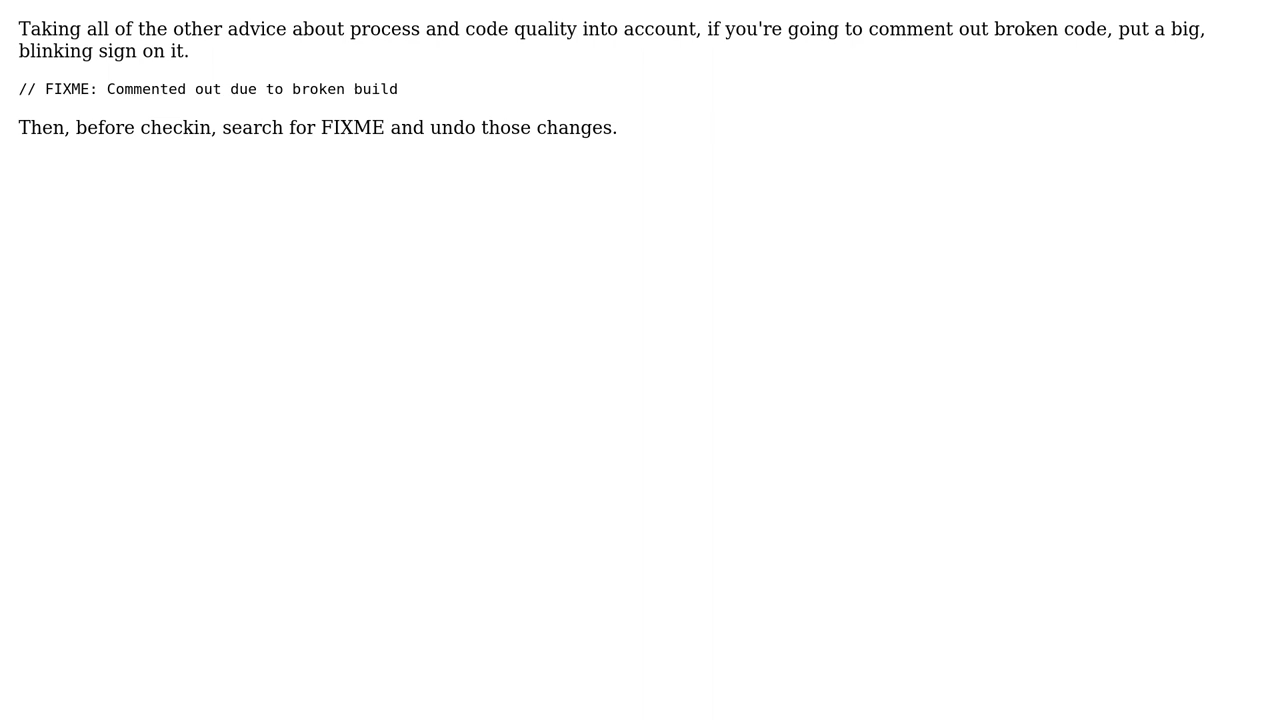 Taking all of the other advice about process and code quality into account, if you're going to comment out broken code, put a big,
blinking sign on it.
// FIXME: Commented out due to broken build
Then, before checkin, search for FIXME and undo those changes.